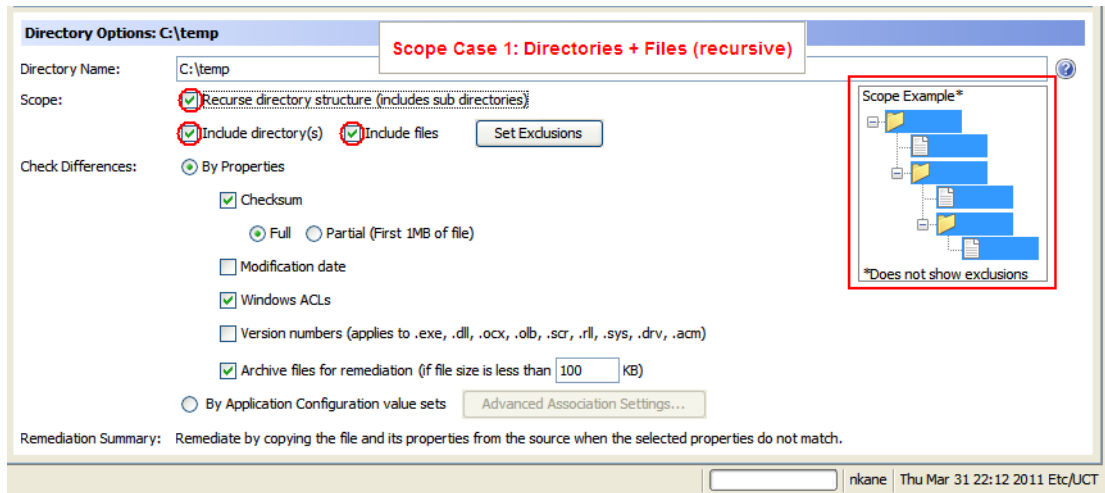 Directory Options: C:\temp
Scope Case 1: Directories + Files (recursive)
Directory Name: C:\temp
Scope: Recurse directory structure (includes sub directories)
Scope Example*
Include directory(s) Include files Set Exclusions
Check Differences: By Properties
Checksum
Full Partial (First 1MB of file)
Modification date
*Does not show exclusions
Windows ACLs
Version numbers (applies to .exe, .dll, .ocx, .olb, .scr, .rll, .sys, .drv, .acm)
Archive files for remediation (if file size is less than 100 KB)
By Application Configuration value sets Advanced Association Settings...
Remediation Summary: Remediate by copying the file and its properties from the source when the selected properties do not match.
nkane Thu Mar 31 22:12 2011 Etc/UCT